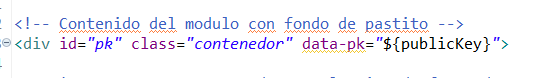 <!-- Contenido del modulo con fondo de pastito -->
<div id="pk" class="contenedor" data-pk="${publicKey}">